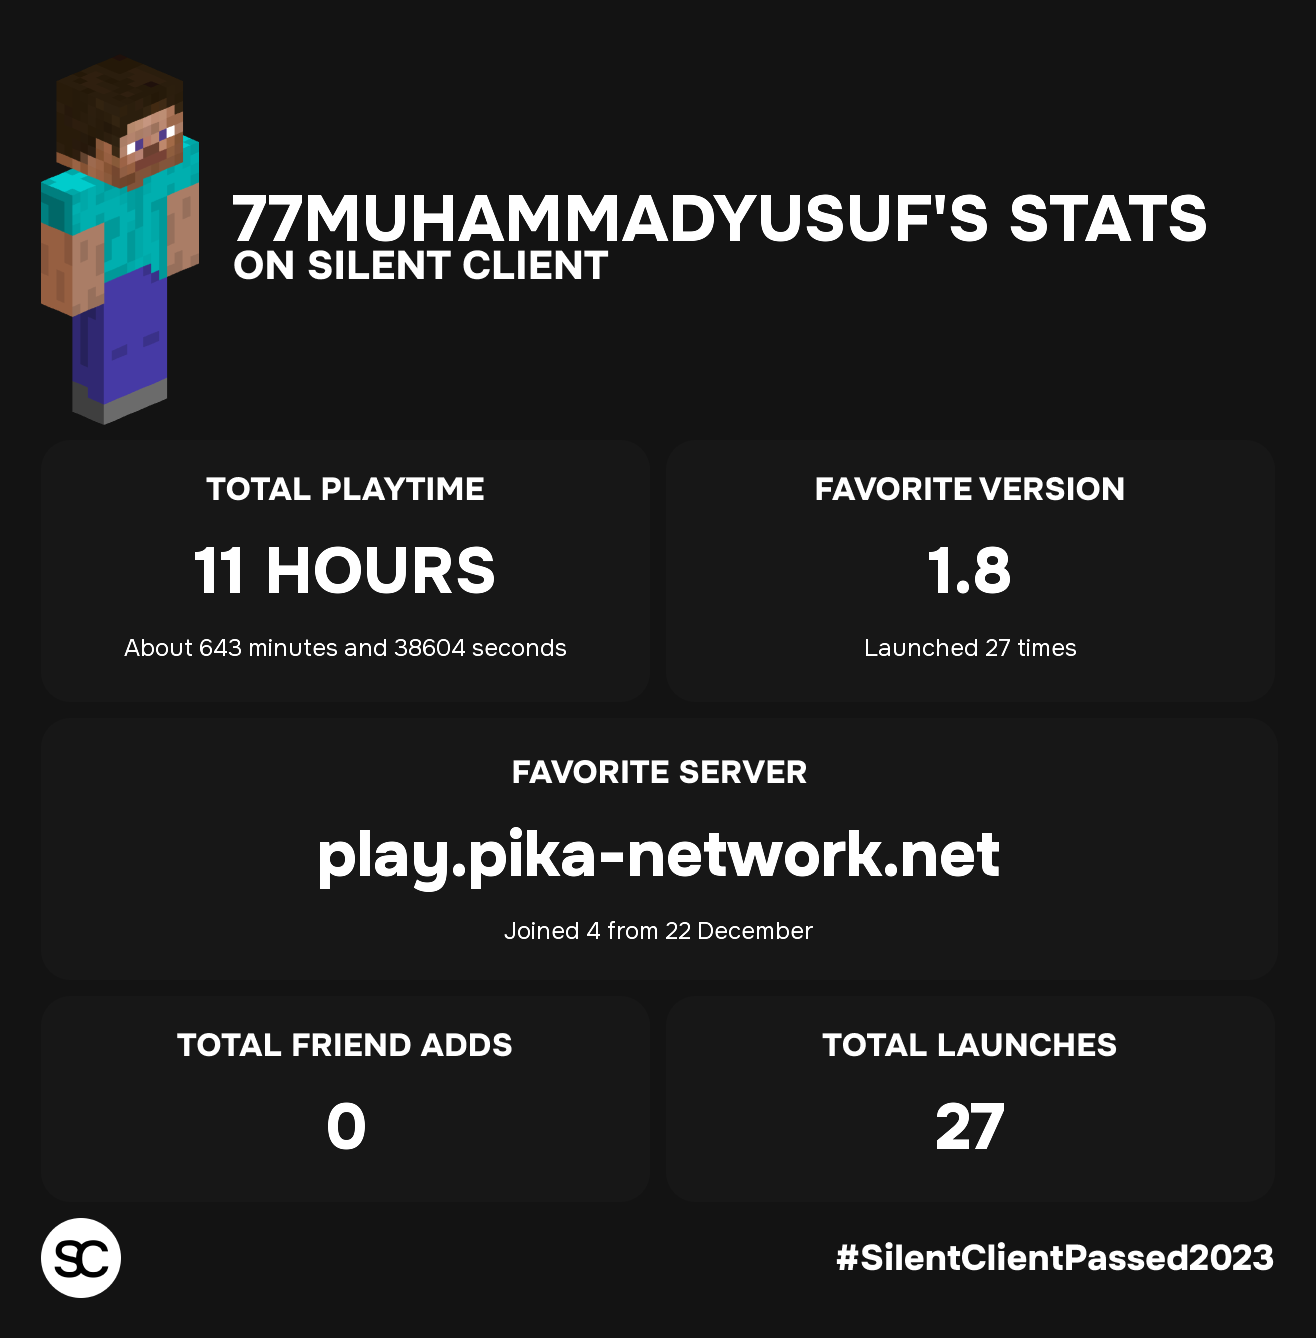 77MUHAMMADYUSUF'S STATS
ON SILENT CLIENT
TOTAL PLAYTIME
11 HOURS
About 643 minutes and 38604 seconds
FAVORITE VERSION
1.8
Launched 27 times
FAVORITE SERVER
play.pika-network.net
Joined 4 from 22 December
TOTAL FRIEND ADDS
0
TOTAL LAUNCHES
27
SC
#SilentClientPassed2023